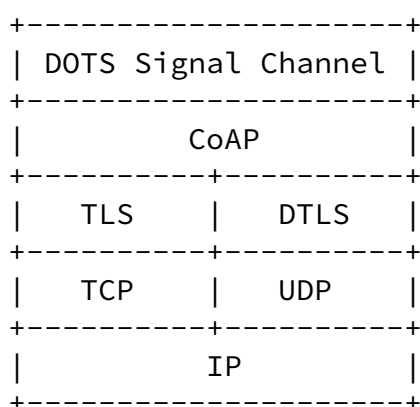 +---------------------+
| DOTS Signal Channel |
+---------------------+
|         CoAP        |
+----------+----------+
|    TLS   |   DTLS   |
+----------+----------+
|    TCP   |   UDP    |
+----------+----------+
|          IP         |
+---------------------+